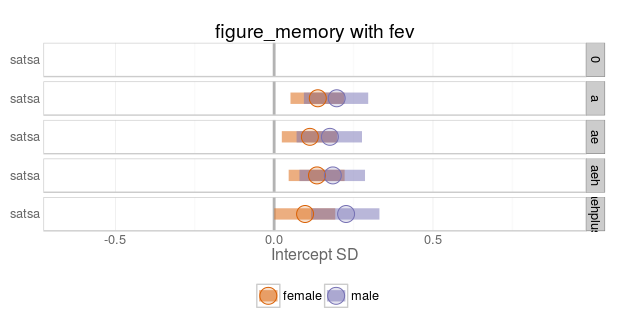 figure_memory with fev
satsa
0
satsa
a
satsa
ae
satsa
aeh
satsa
ehplus
-0.5
0.0
0.5
Intercept SD
female
male